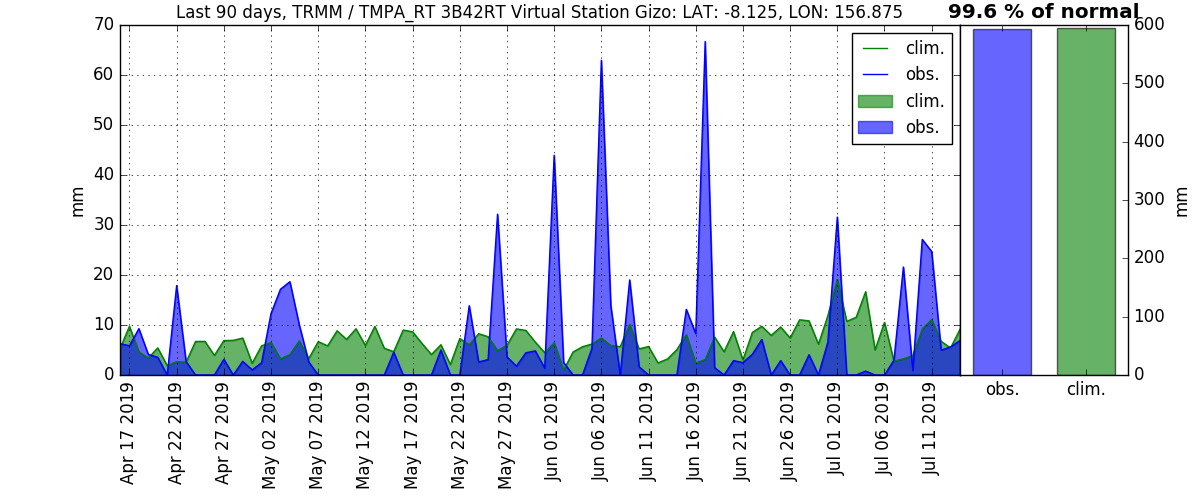 Last 90 days, TRMM / TMPA_RT 3B42RT Virtual Station Gizo: LAT: -8.125, LON: 156.875
99.6 % of normal
70
60
50
40
30
20
10
0
mm
clim.
obs.
clim.
obs.
Apr 17 2019
Apr 22 2019
Apr 27 2019
May 02 2019
May 07 2019
May 12 2019
May 17 2019
May 22 2019
May 27 2019
Jun 01 2019
Jun 06 2019
Jun 11 2019
Jun 16 2019
Jun 21 2019
Jun 26 2019
Jul 01 2019
Jul 06 2019
Jul 11 2019
600
500
400
300
200
100
0
mm
obs.
clim.